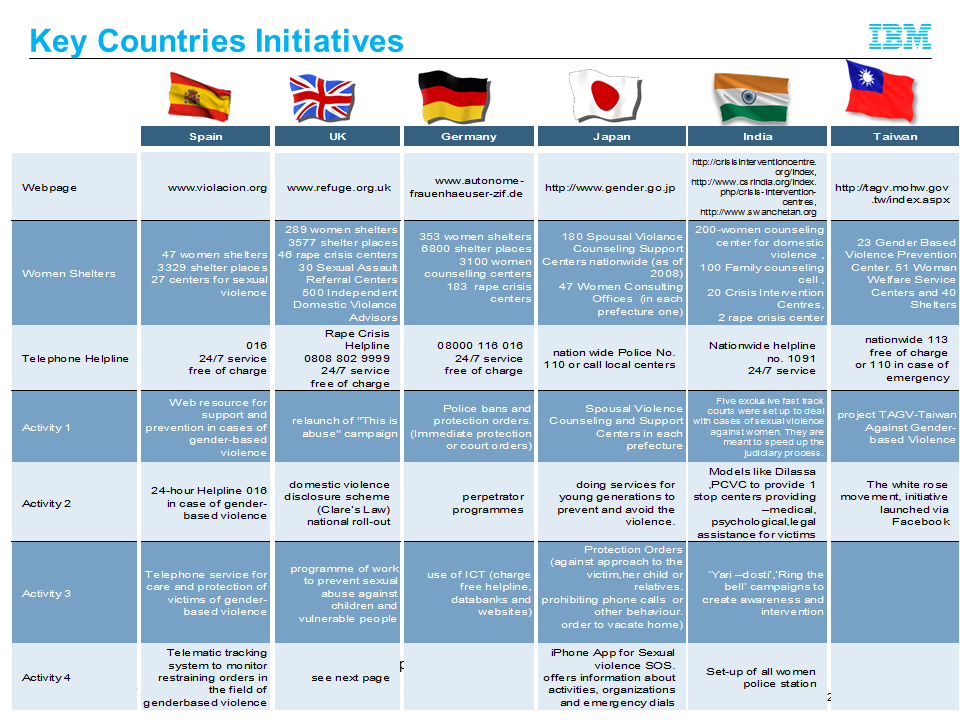 Key Countries Initiatives
IBM
Spain
UK
Germany
Japan
India
Taiwan
Webpage
www.violacion.org
www.refuge.org.uk
www.autonome-
frauenhaeuser-zif.de
http://www.gender.go.jp
http://crisisinterventioncentre.
org/index,
http://www.csrindia.org/index.
php/crisis-intervention-
centres,
http://www.swanchetan.org
http://tagv.mohw.gov
.tw/index.aspx
Women Shelters
47 women shelters
3329 shelter places
27 centers for sexual
violence
289 women shelters
3577 shelter places
46 rape crisis centers
30 Sexual Assault
Referral Centers
500 Independent
Domestic Violance
Advisors
353 women shelters
6800 shelter places
3100 women
counselling centers
183 rape crisis
centers
180 Spousal Violance
Counseling Support
Centers nationwide (as of
2008)
47 Women Consulting
Offices (in each
prefecture one)
200-women counseling
center for domestic
violence ,
100 Family counseling
cell ,
20 Crisis Intervention
Centres,
2 rape crisis center
23 Gender Based
Violence Prevention
Center. 51 Woman
Welfare Service
Centers and 40
Shelters
Telephone Helpline
016
24/7 service
free of charge
Rape Crisis
Helpline
0808 802 9999
24/7 service
free of charge
08000 116 016
24/7 service
free of charge
nation wide Police No.
110 or call local centers
Nationwide helpline
no. 1091
24/7 service
nationwide 113
free of charge
or 110 in case of
emergency
Activity 1
Web resource for
support and
prevention in cases of
gender-based
violence
relaunch of "This is
abuse" campaign
Police bans and
protection orders.
(Immediate protection
or court orders)
Spousal Violence
Counseling and Support
Centers in each
prefecture
Five exclusive fast track
courts were set up to deal
with cases of sexual violence
against women. They are
meant to speed up the
judiciary process.
project TAGV-Taiwan
Against Gender-
based Violence
Activity 2
24-hour Helpline 016
in case of gender-
based violence
domestic violence
disclosure scheme
(Clare's Law)
national roll-out
perpetrator
programmes
doing services for
young generations to
prevent and avoid the
violence.
Models like Dilassa
,PCVC to provide 1
stop centers providing
–medical,
psychological,legal
assistance for victims
The white rose
movement, initiative
launched via
Facebook
Activity 3
Telephone service for
care and protection of
victims of gender-
based violence
programme of work
to prevent sexual
abuse against
children and
vulnerable people
use of ICT (charge
free helpline,
databanks and
websites)
Protection Orders
(against approach to the
victim,her child or
relatives.
prohibiting phone calls or
other behaviour.
order to vacate home)
'Yari –dosti','Ring the
bell' campaigns to
create awareness and
intervention
Activity 4
Telematic tracking
system to monitor
restraining orders in
the field of
genderbased violence
see next page
iPhone App for Sexual
violence SOS.
offers information about
activities, organizations
and emergency dials
Set-up of all women
police station